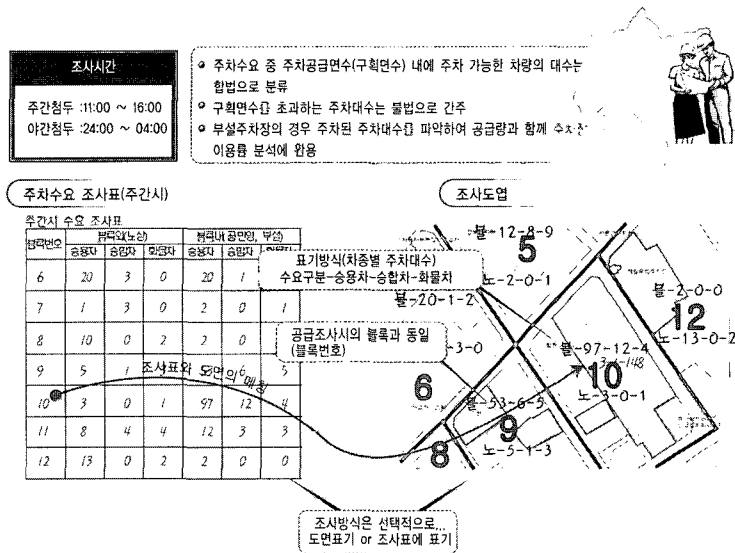 조사시간
주간첨두 :11:00 ~ 16:00
야간첨두 :24:00 ~ 04:00
주차수요 중 주차공급면수(구획면수) 내에 주차 가능한 차량의 대수는
합법으로 분류
구획면수를 초과하는 주차대수는 불법으로 간주
부설주차장의 경우 주차된 주차대수를 파악하여 공급량과 함께 주차장
이용률 분석에 활용
주차수요 조사표(주간시)
조사도엽
주간시 수요 조사표
블럭번호 블럭외(노상) 블럭내(공민영, 부설)
승용차 승합차 화물차 승용차 승합차
6 20 3 0 20 1
7 1 3 0 2 0 1
8 10 0 2 2 0
9 5 1 6 5
10 3 0 1 97 12 4
11 8 4 4 12 3 3
12 13 0 2 2 0 0
조사표와 도면의 매칭
표기방식(차종별 주차대수)
수요구분-승용차-승합차-화물차
공급조사시의 블록과 동일
(블록번호)
블-12-8-9
5
노-2-0-1
블-20-1-2
블-2-0-0
12
노-13-0-2
-3-0
블-97-12-4
10
노-3-0-1
6
블-53-6-5
9
8
노-5-1-3
조사방식은 선택적으로...
도면표기 or 조사표에 표기